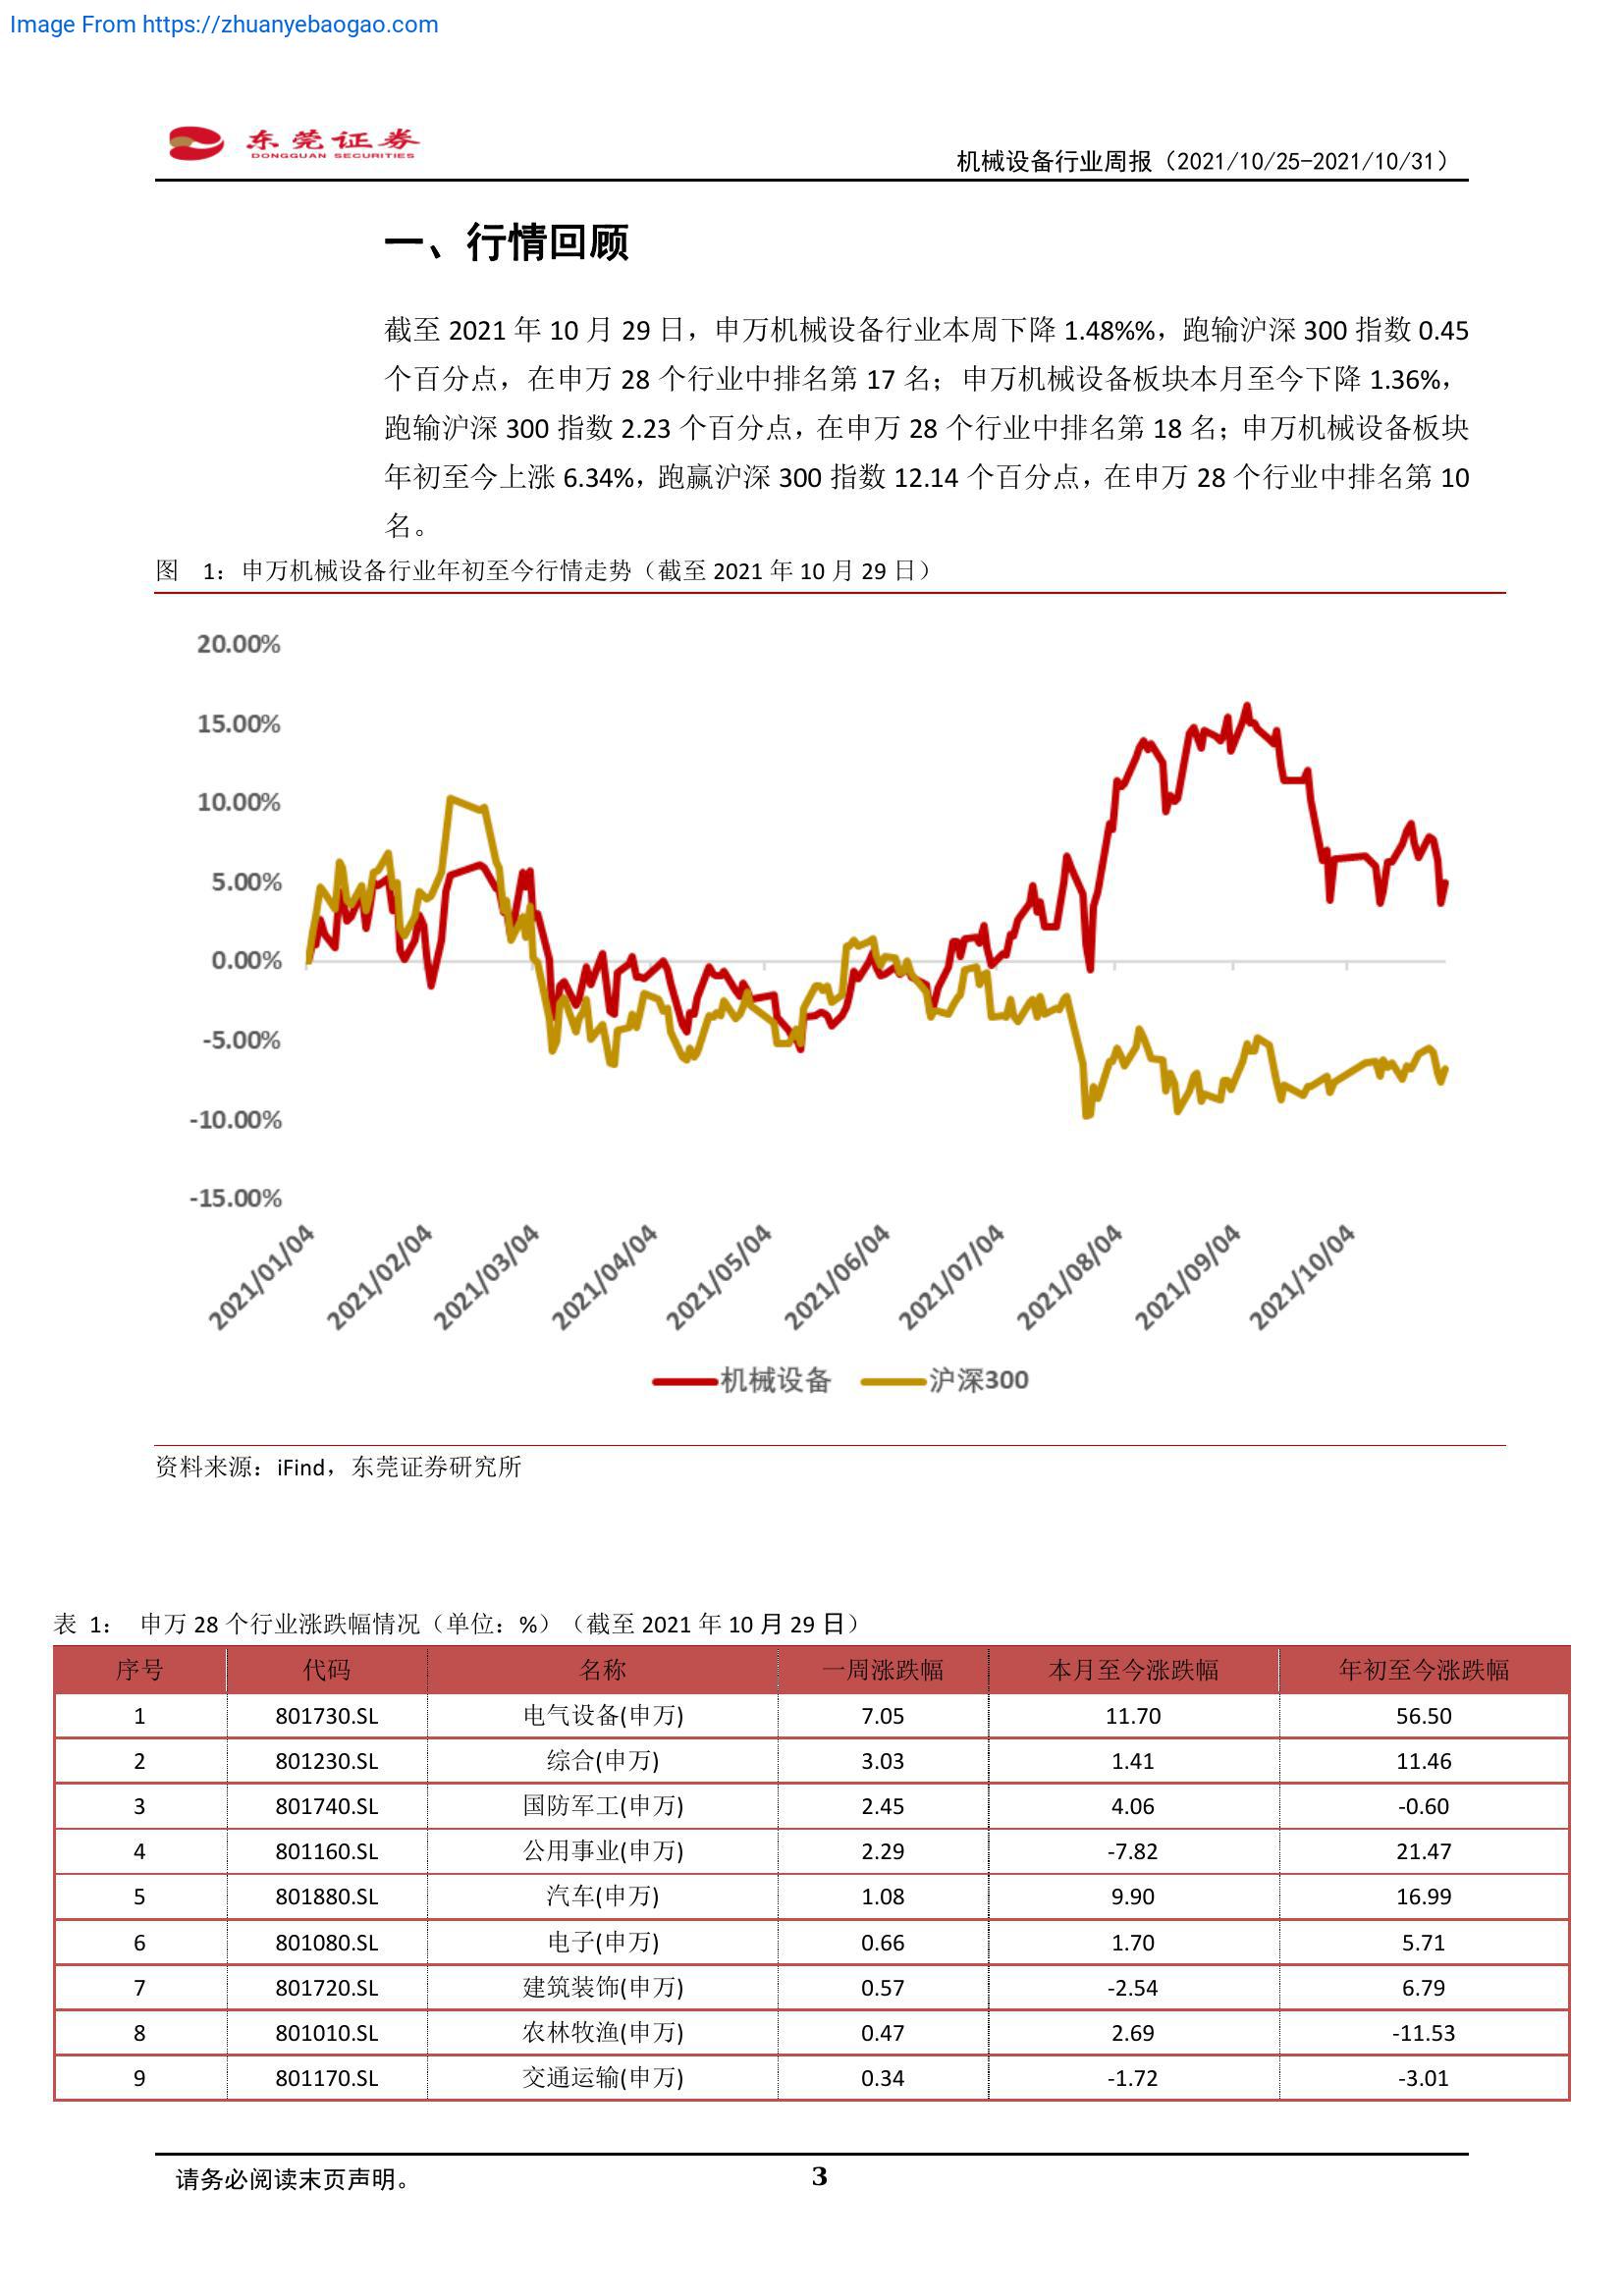 Image From https://zhuanyebaogao.com
东莞证券
DONGGUAN SECURITIES
机械设备行业周报（2021/10/25-2021/10/31）
一、行情回顾
截至 2021 年 10 月 29 日，申万机械设备行业本周下降 1.48%%，跑输沪深 300 指数 0.45
个百分点，在申万 28 个行业中排名第 17 名；申万机械设备板块本月至今下降 1.36%，
跑输沪深 300 指数 2.23 个百分点，在申万 28 个行业中排名第 18 名；申万机械设备板块
年初至今上涨 6.34%，跑赢沪深 300 指数 12.14 个百分点，在申万 28 个行业中排名第 10
名。
图 1：申万机械设备行业年初至今行情走势（截至 2021 年 10 月 29 日）
20.00%
15.00%
10.00%
5.00%
0.00%
-5.00%
-10.00%
-15.00%
2021/01/04 2021/02/04 2021/03/04 2021/04/04 2021/05/04 2021/06/04 2021/07/04 2021/08/04 2021/09/04 2021/10/04
机械设备 沪深300
资料来源：iFind，东莞证券研究所
表 1： 申万 28 个行业涨跌幅情况（单位：%）（截至 2021 年 10 月 29 日）
序号 代码 名称 一周涨跌幅 本月至今涨跌幅 年初至今涨跌幅
1 801730.SL 电气设备(申万) 7.05 11.70 56.50
2 801230.SL 综合(申万) 3.03 1.41 11.46
3 801740.SL 国防军工(申万) 2.45 4.06 -0.60
4 801160.SL 公用事业(申万) 2.29 -7.82 21.47
5 801880.SL 汽车(申万) 1.08 9.90 16.99
6 801080.SL 电子(申万) 0.66 1.70 5.71
7 801720.SL 建筑装饰(申万) 0.57 -2.54 6.79
8 801010.SL 农林牧渔(申万) 0.47 2.69 -11.53
9 801170.SL 交通运输(申万) 0.34 -1.72 -3.01
请务必阅读末页声明。
3